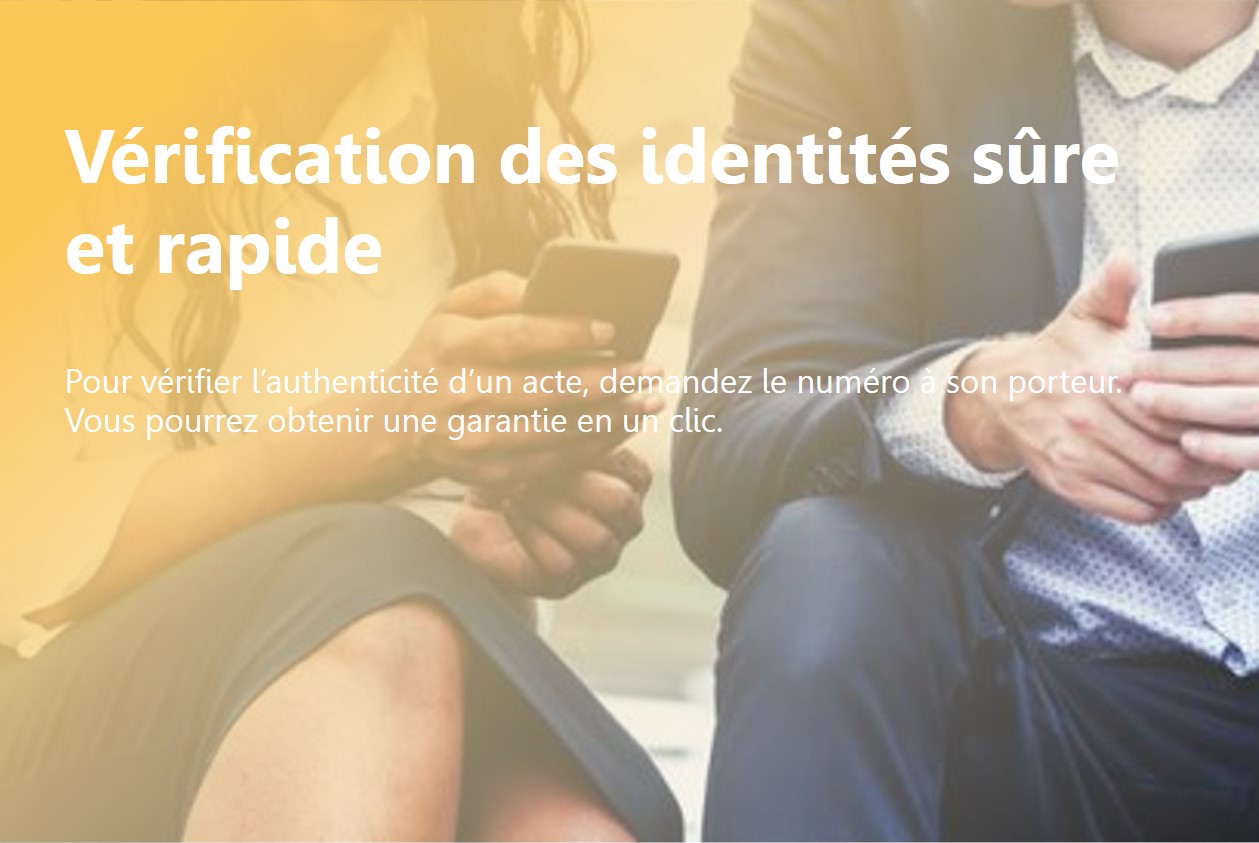 Vérification des identités sûre
et rapide
Pour vérifier l’authenticité d’un acte, demandez le numéro à son porteur.
Vous pourrez obtenir une garantie en un clic.